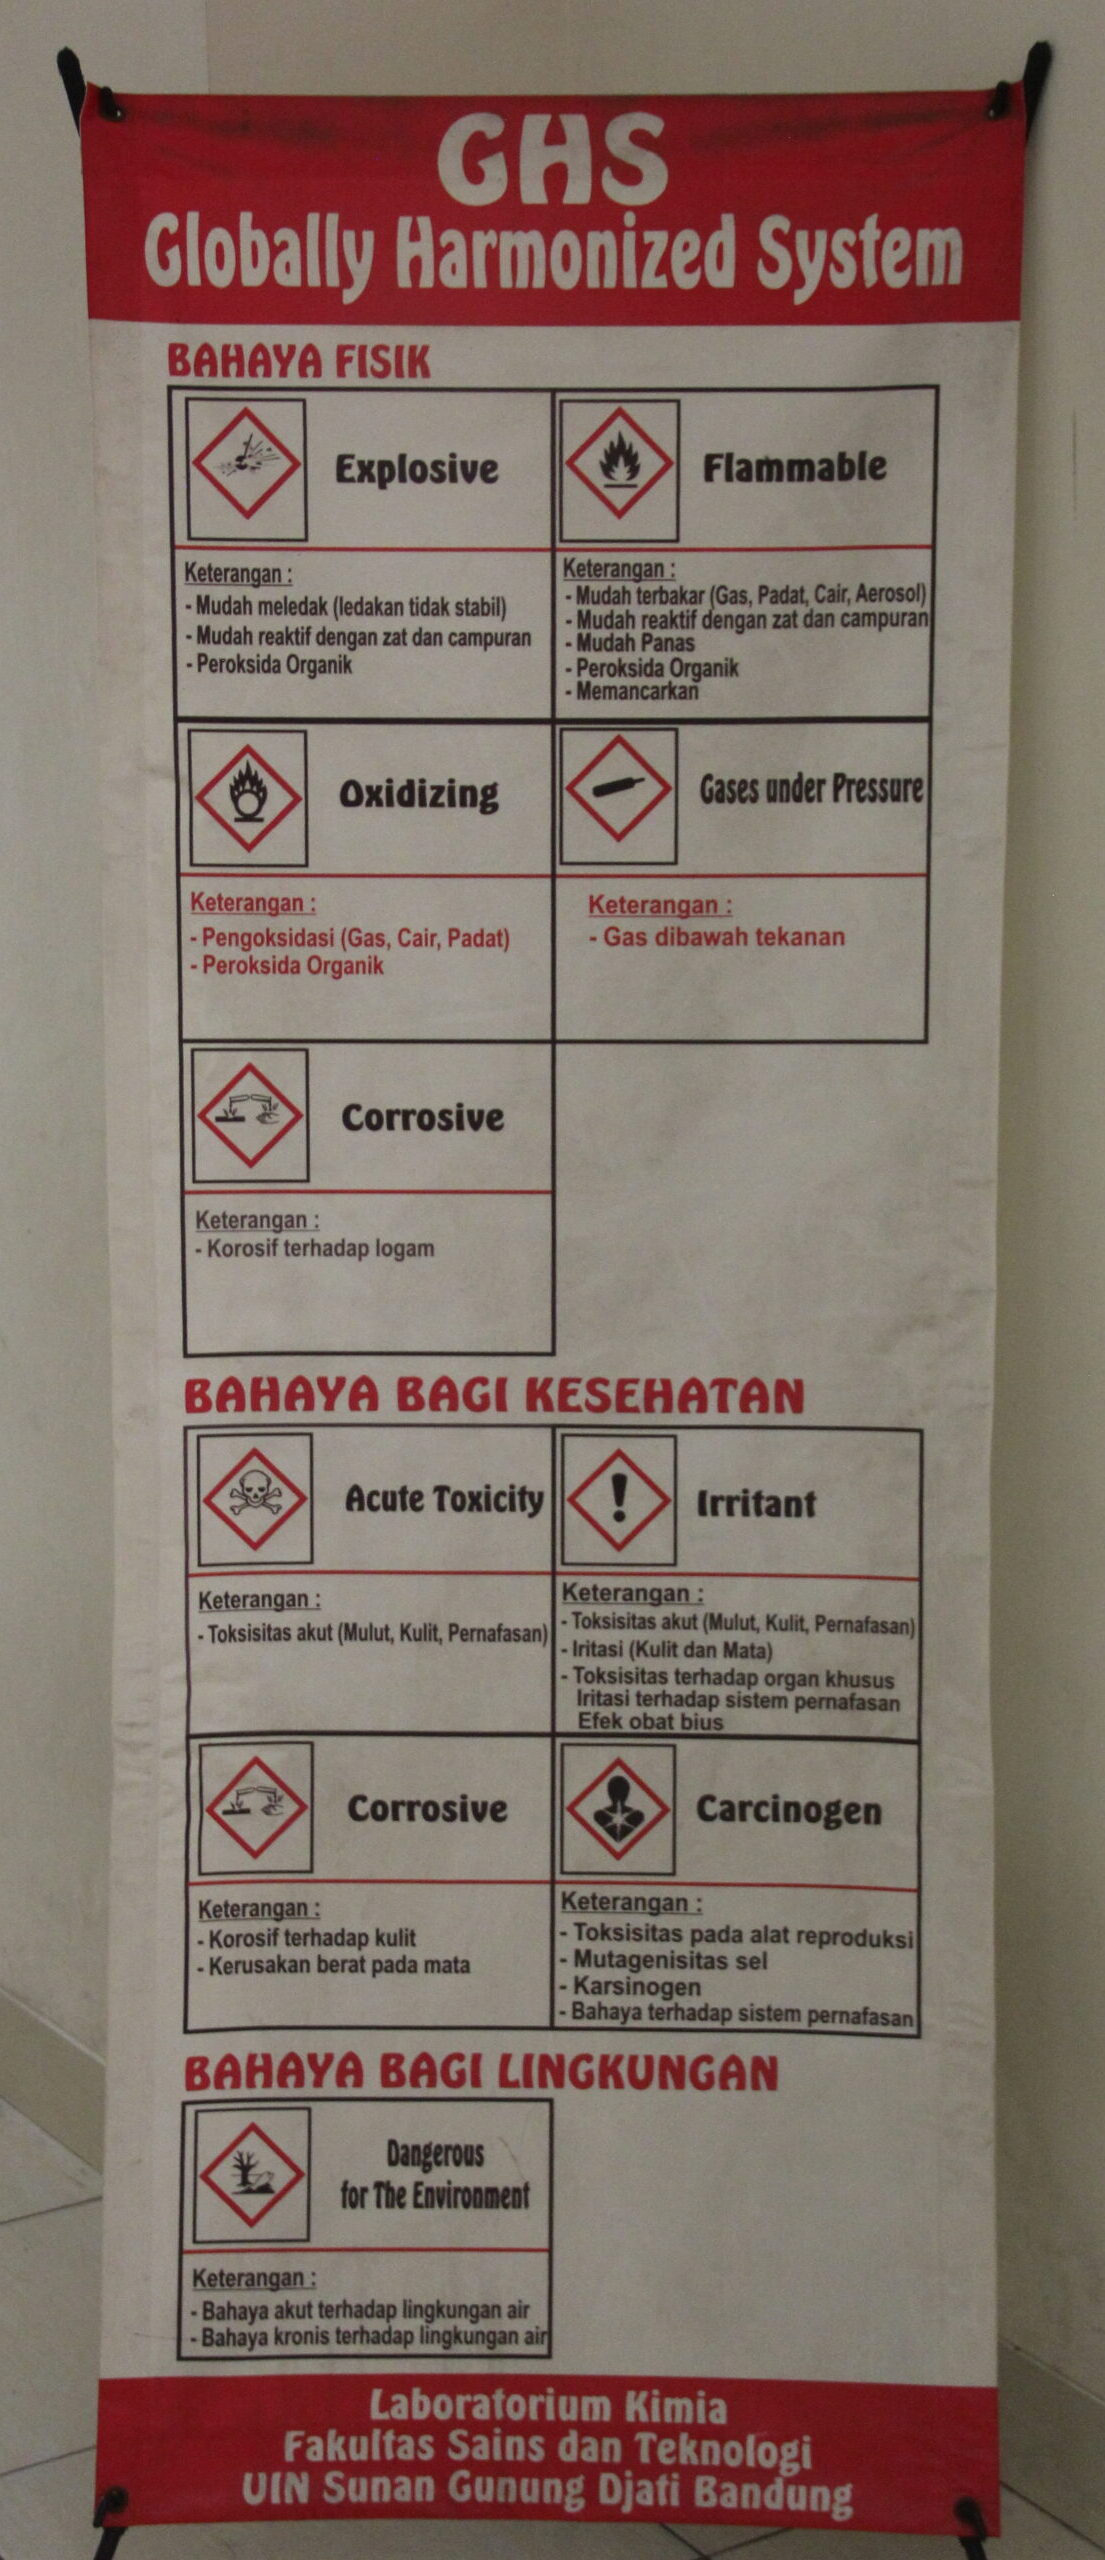 GHS
Globally Harmonized System
BAHAYA FISIK
Explosive
Keterangan :
- Mudah meledak (ledakan tidak stabil)
- Mudah reaktif dengan zat dan campuran
- Peroksida Organik
Flammable
Keterangan :
- Mudah terbakar (Gas, Padat, Cair, Aerosol)
- Mudah reaktif dengan zat dan campuran
- Mudah Panas
- Peroksida Organik
- Memancarkan
Oxidizing
Keterangan :
- Pengoksidasi (Gas, Cair, Padat)
- Peroksida Organik
Gases under Pressure
Keterangan :
- Gas dibawah tekanan
Corrosive
Keterangan :
- Korosif terhadap logam
BAHAYA BAGI KESEHATAN
Acute Toxicity
Keterangan :
- Toksisitas akut (Mulut, Kulit, Pernafasan)
Irritant
Keterangan :
- Toksisitas akut (Mulut, Kulit, Pernafasan)
- Iritasi (Kulit dan Mata)
- Toksisitas terhadap organ khusus
Iritasi terhadap sistem pernafasan
Efek obat bius
Corrosive
Keterangan :
- Korosif terhadap kulit
- Kerusakan berat pada mata
Carcinogen
Keterangan :
- Toksisitas pada alat reproduksi
- Mutagenisitas sel
- Karsinogen
- Bahaya terhadap sistem pernafasan
BAHAYA BAGI LINGKUNGAN
Dangerous
for The Environment
Keterangan :
- Bahaya akut terhadap lingkungan air
- Bahaya kronis terhadap lingkungan air
Laboratorium Kimia
Fakultas Sains dan Teknologi
UIN Sunan Gunung Djati Bandung